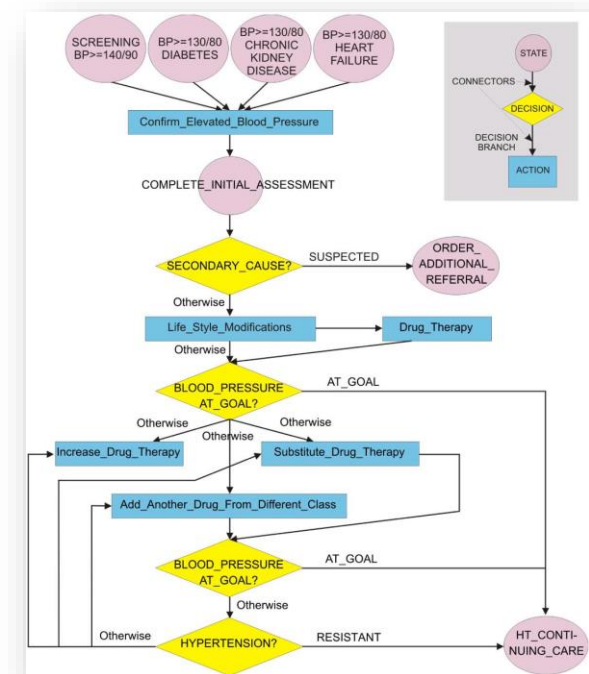 SCREENING
BP>=140/90
BP>=130/80
DIABETES
BP>=130/80
CHRONIC
KIDNEY
DISEASE
BP>=130/80
HEART
FAILURE
STATE
CONNECTORS
DECISION
DECISION
BRANCH
ACTION
Confirm_Elevated_Blood_Pressure
COMPLETE_INITIAL_ASSESSMENT
SECONDARY_CAUSE?
SUSPECTED
ORDER_
ADDITIONAL_
REFERRAL
Otherwise
Life_Style_Modifications
Drug_Therapy
Otherwise
BLOOD_PRESSURE
AT_GOAL?
AT_GOAL
Otherwise
Otherwise
Otherwise
Increase_Drug_Therapy
Substitute_Drug_Therapy
Add_Another_Drug_From_Different_Class
BLOOD_PRESSURE
AT_GOAL?
AT_GOAL
Otherwise
Otherwise
HYPERTENSION?
RESISTANT
HT_CONTI-
NUING_CARE